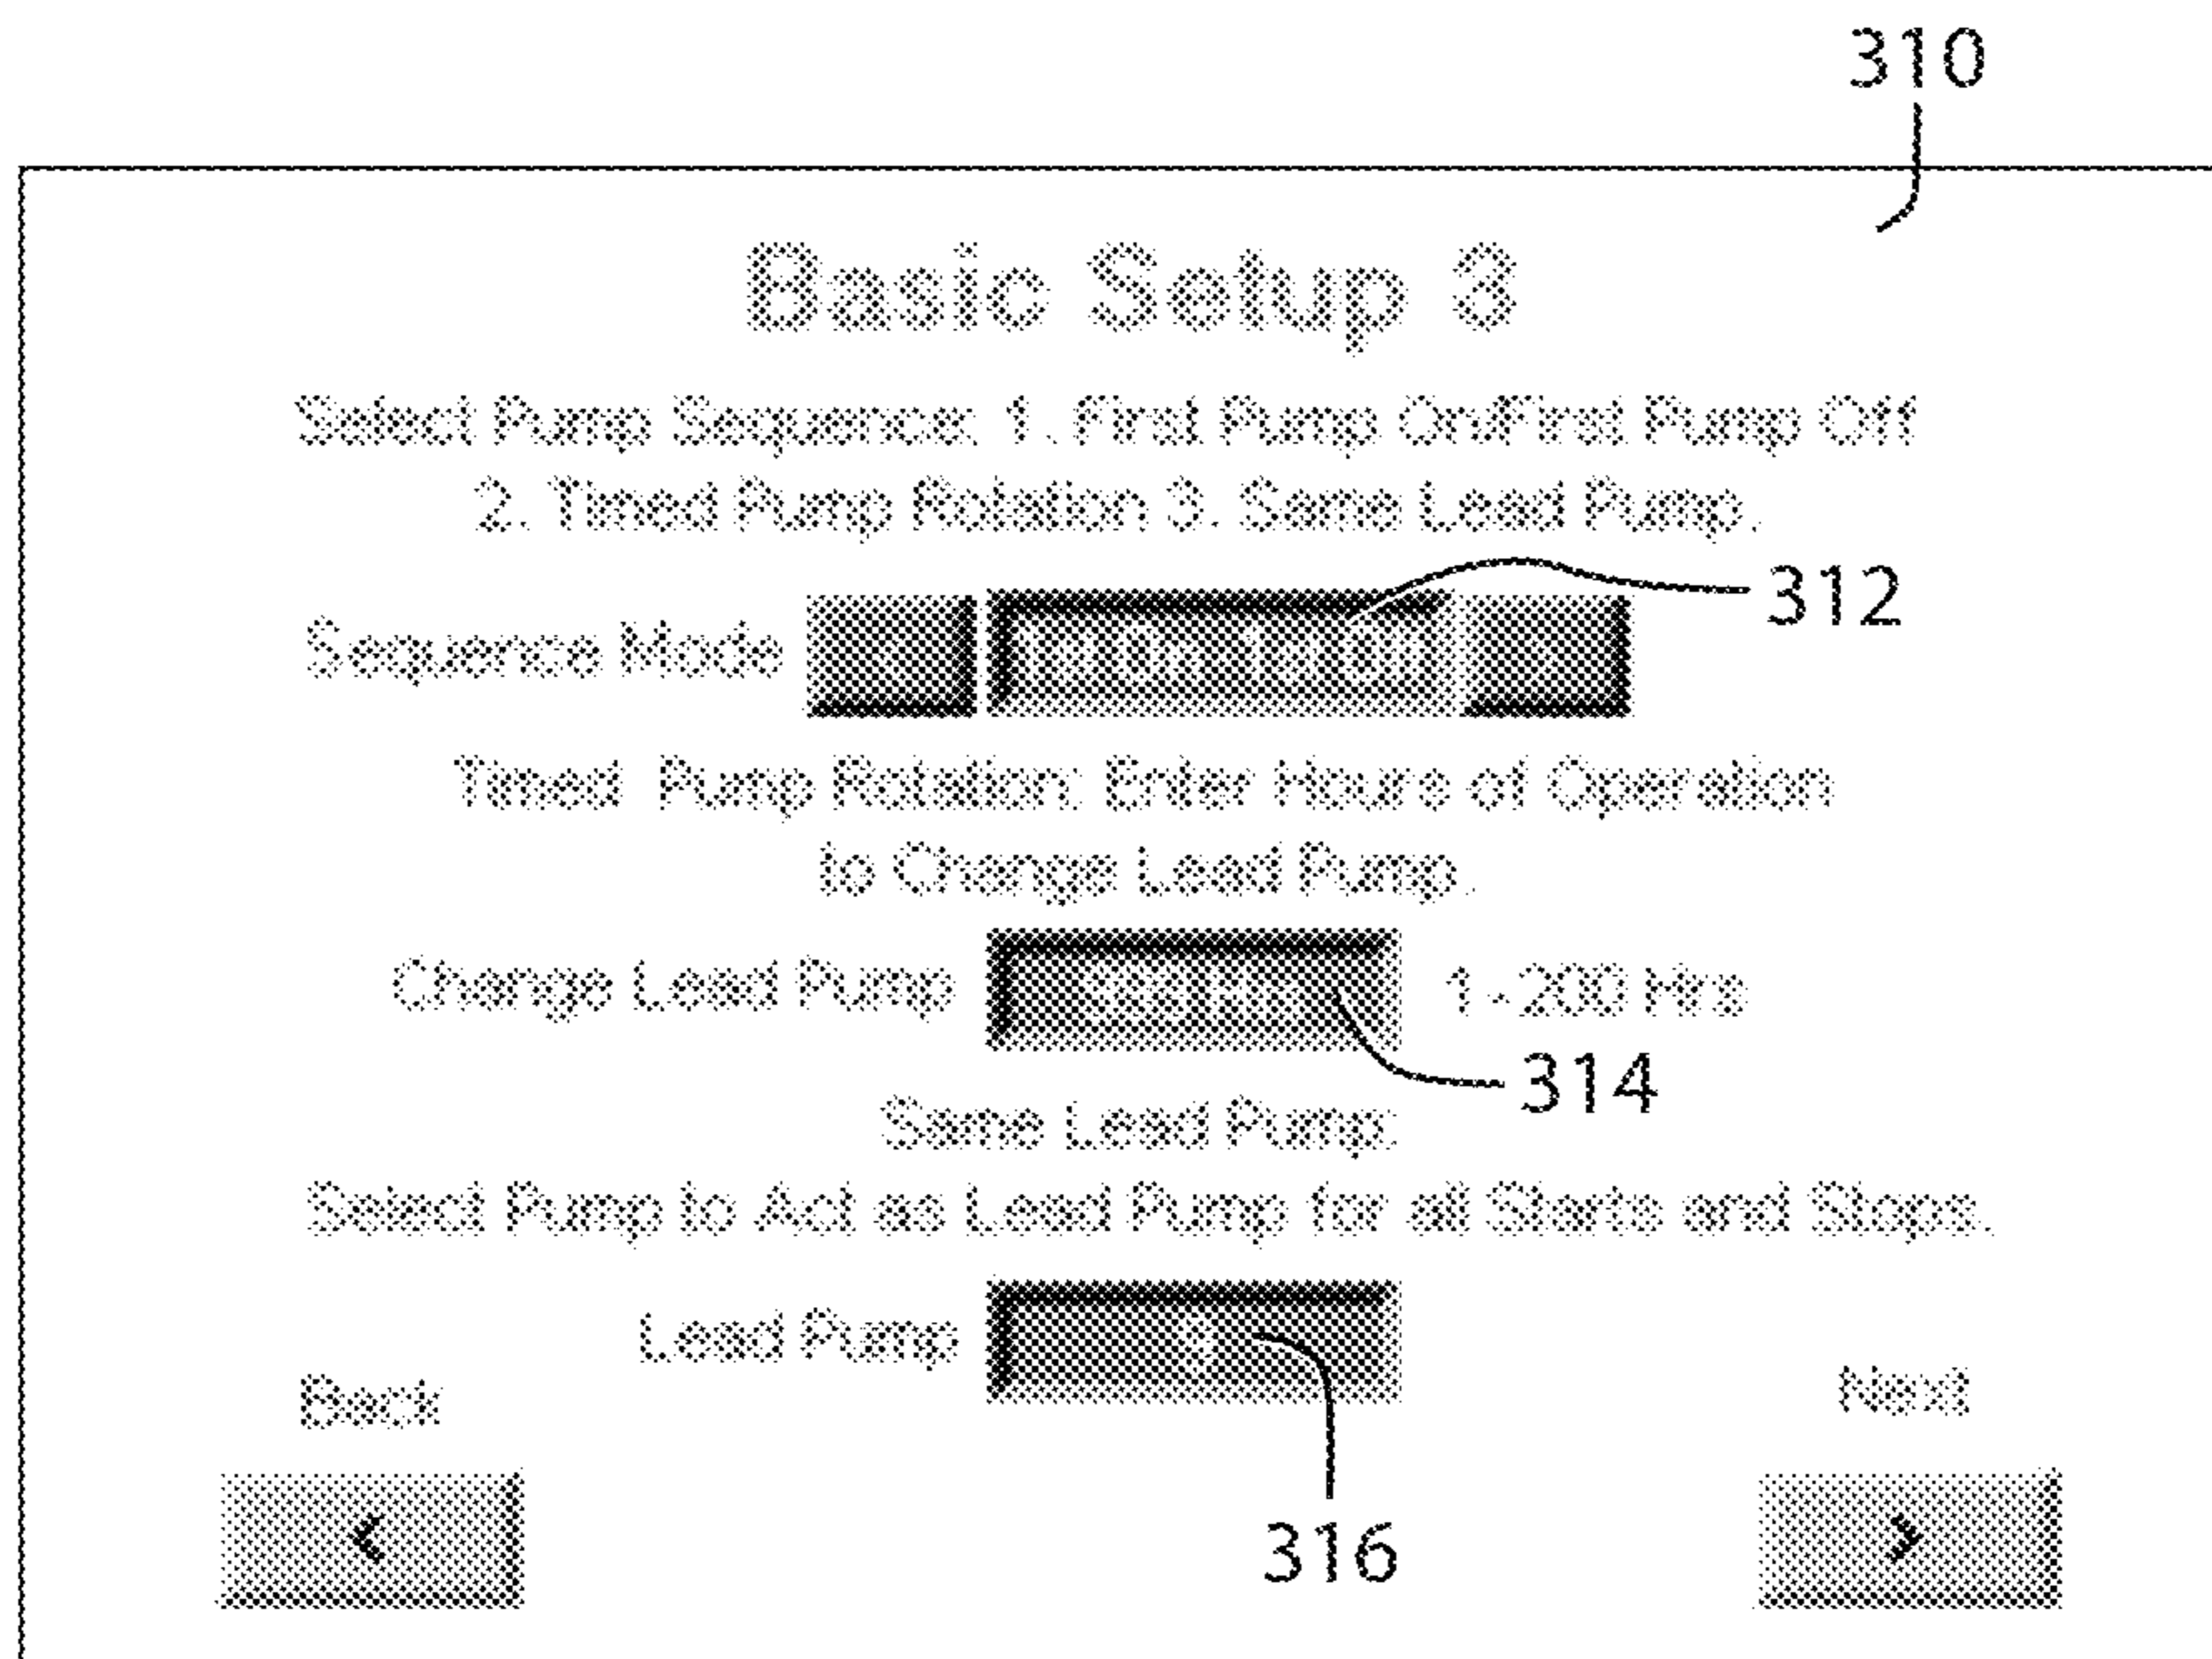 310
Basic Setup 3
Select Pump Sequence: 1. First Pump On/First Pump Off
2. Timed Pump Rotation 3. Same Lead Pump.
312
Sequence Mode
Timed Pump Rotation: Enter Hours of Operation
to Change Lead Pump.
Change Lead Pump 1-200 Hrs
314
Same Lead Pump:
Select Pump to Act as Lead Pump for all Starts and Stops.
Lead Pump
Back Next
< >
316